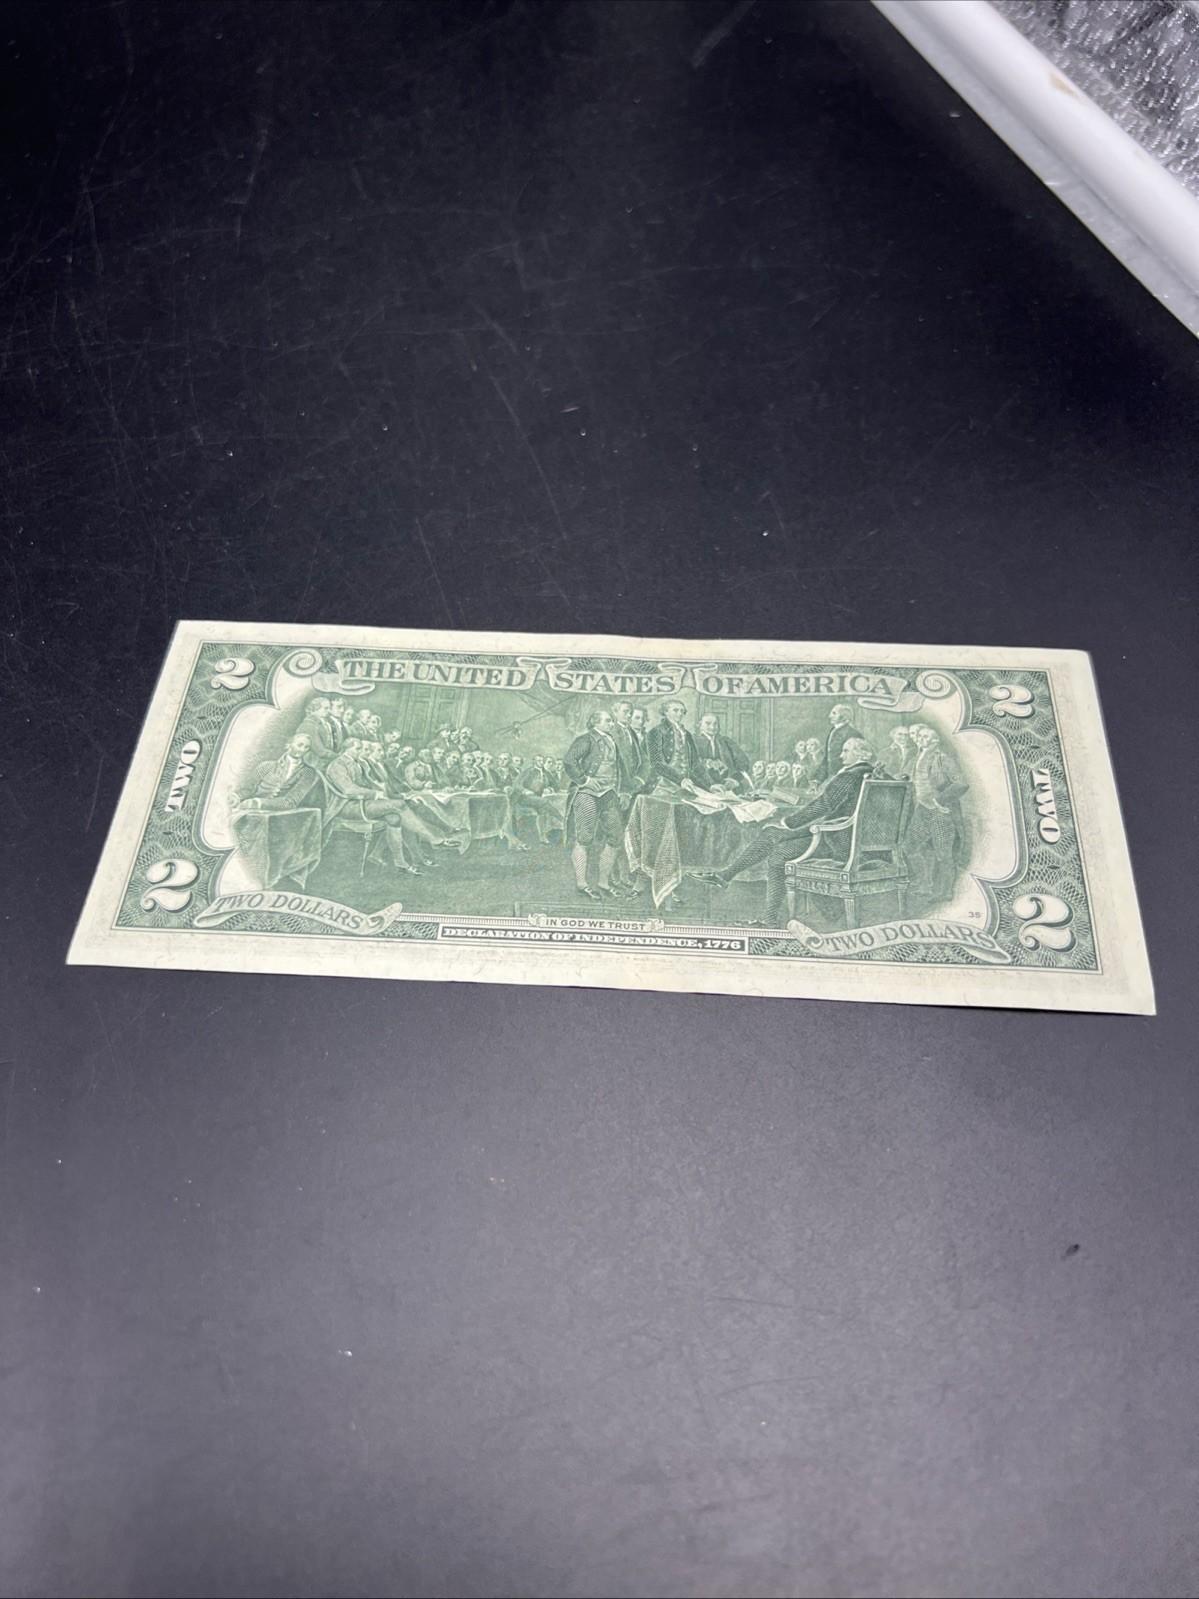 2 THE UNITED STATES OF AMERICA 2
TWO TWO
2 TWO DOLLARS IN GOD WE TRUST TWO DOLLARS 35 2
DECLARATION OF INDEPENDENCE, 1776